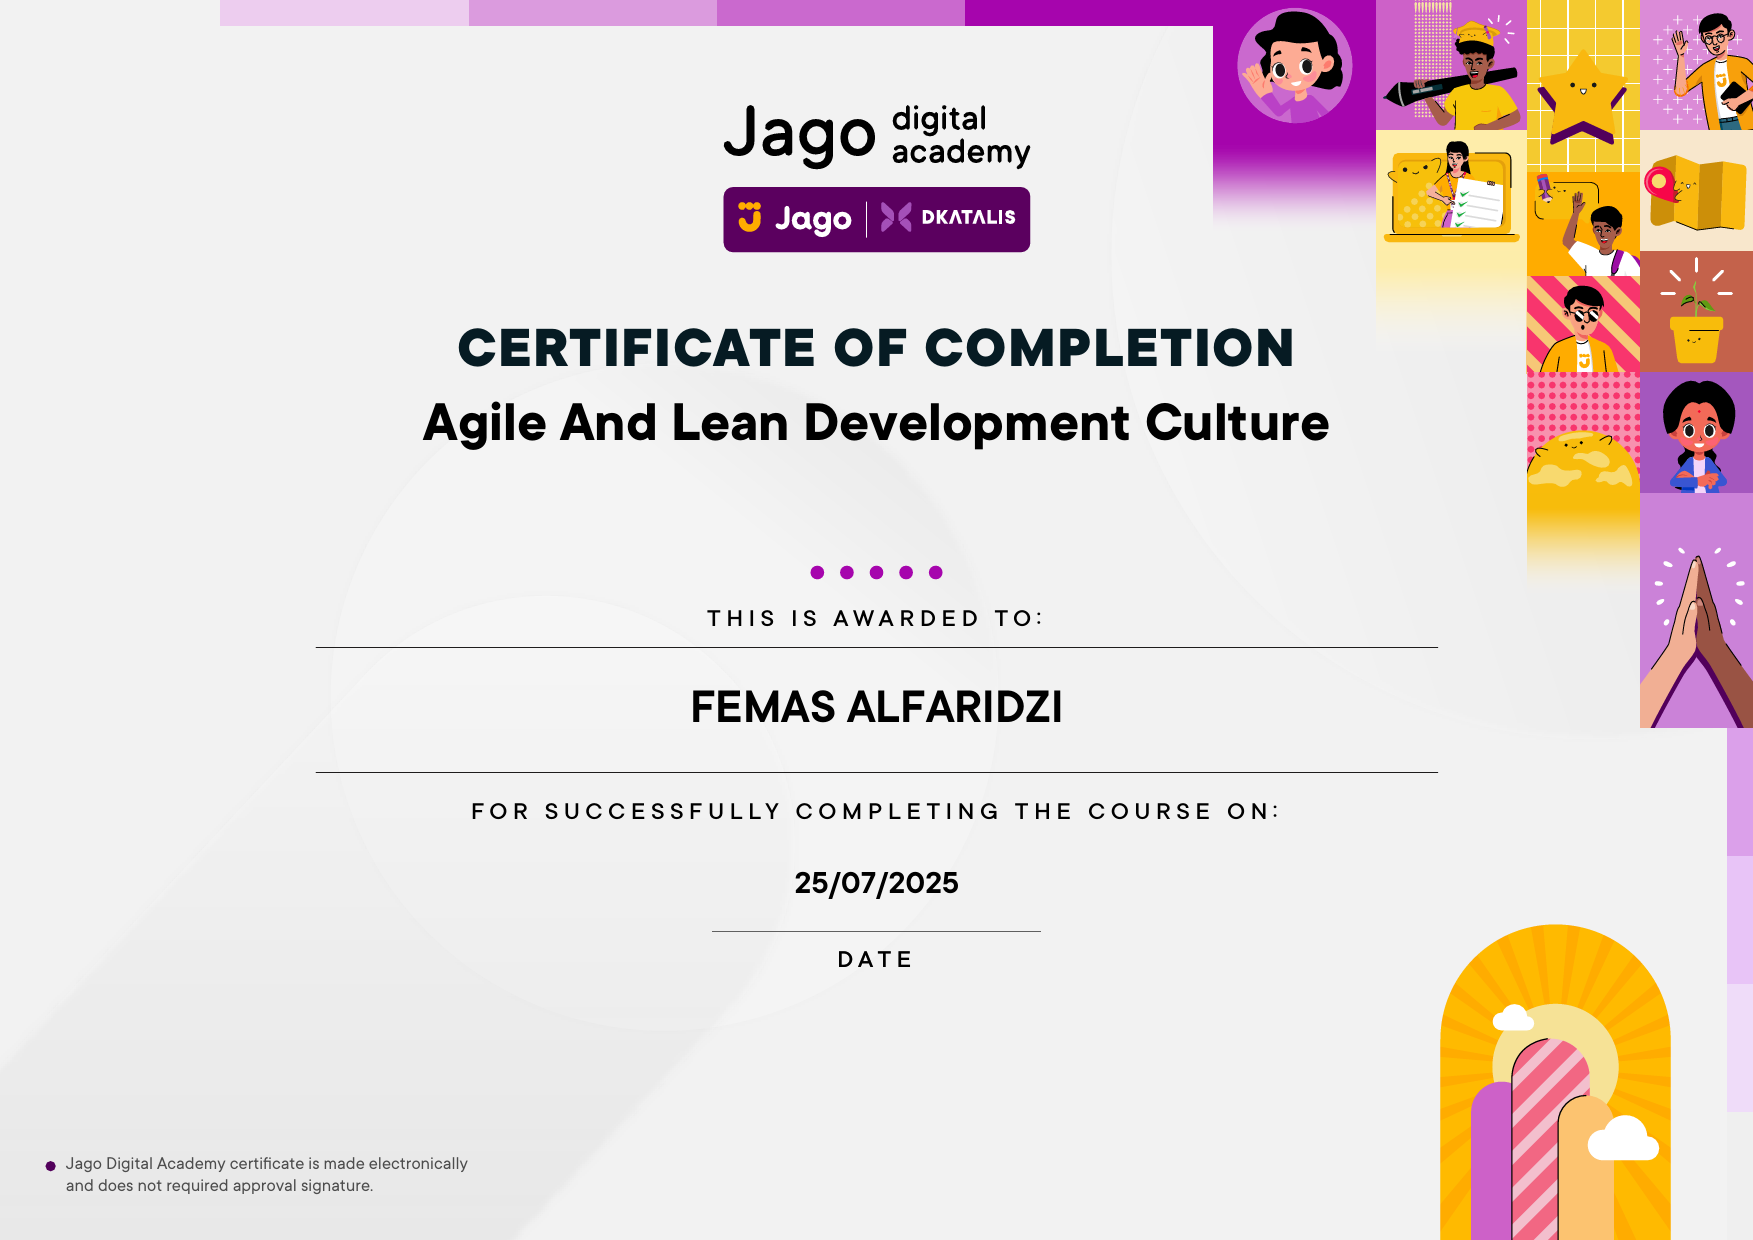 Jago digital academy
Jago | DKATALIS
CERTIFICATE OF COMPLETION
Agile And Lean Development Culture
THIS IS AWARDED TO:
FEMAS ALFARIDZI
FOR SUCCESSFULLY COMPLETING THE COURSE ON:
25/07/2025
DATE
Jago Digital Academy certificate is made electronically
and does not required approval signature.